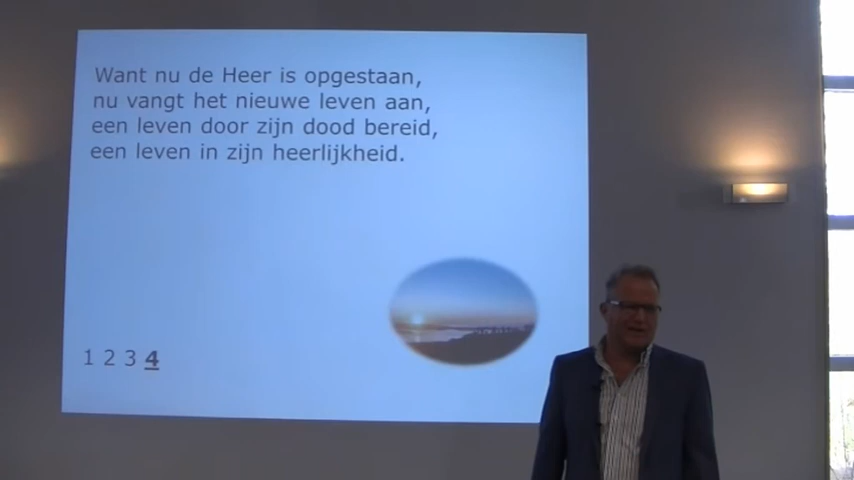 Want nu de Heer is opgestaan,
nu vangt het nieuwe leven aan,
een leven door zijn dood bereid,
een leven in zijn heerlijkheid.
1 2 3 4